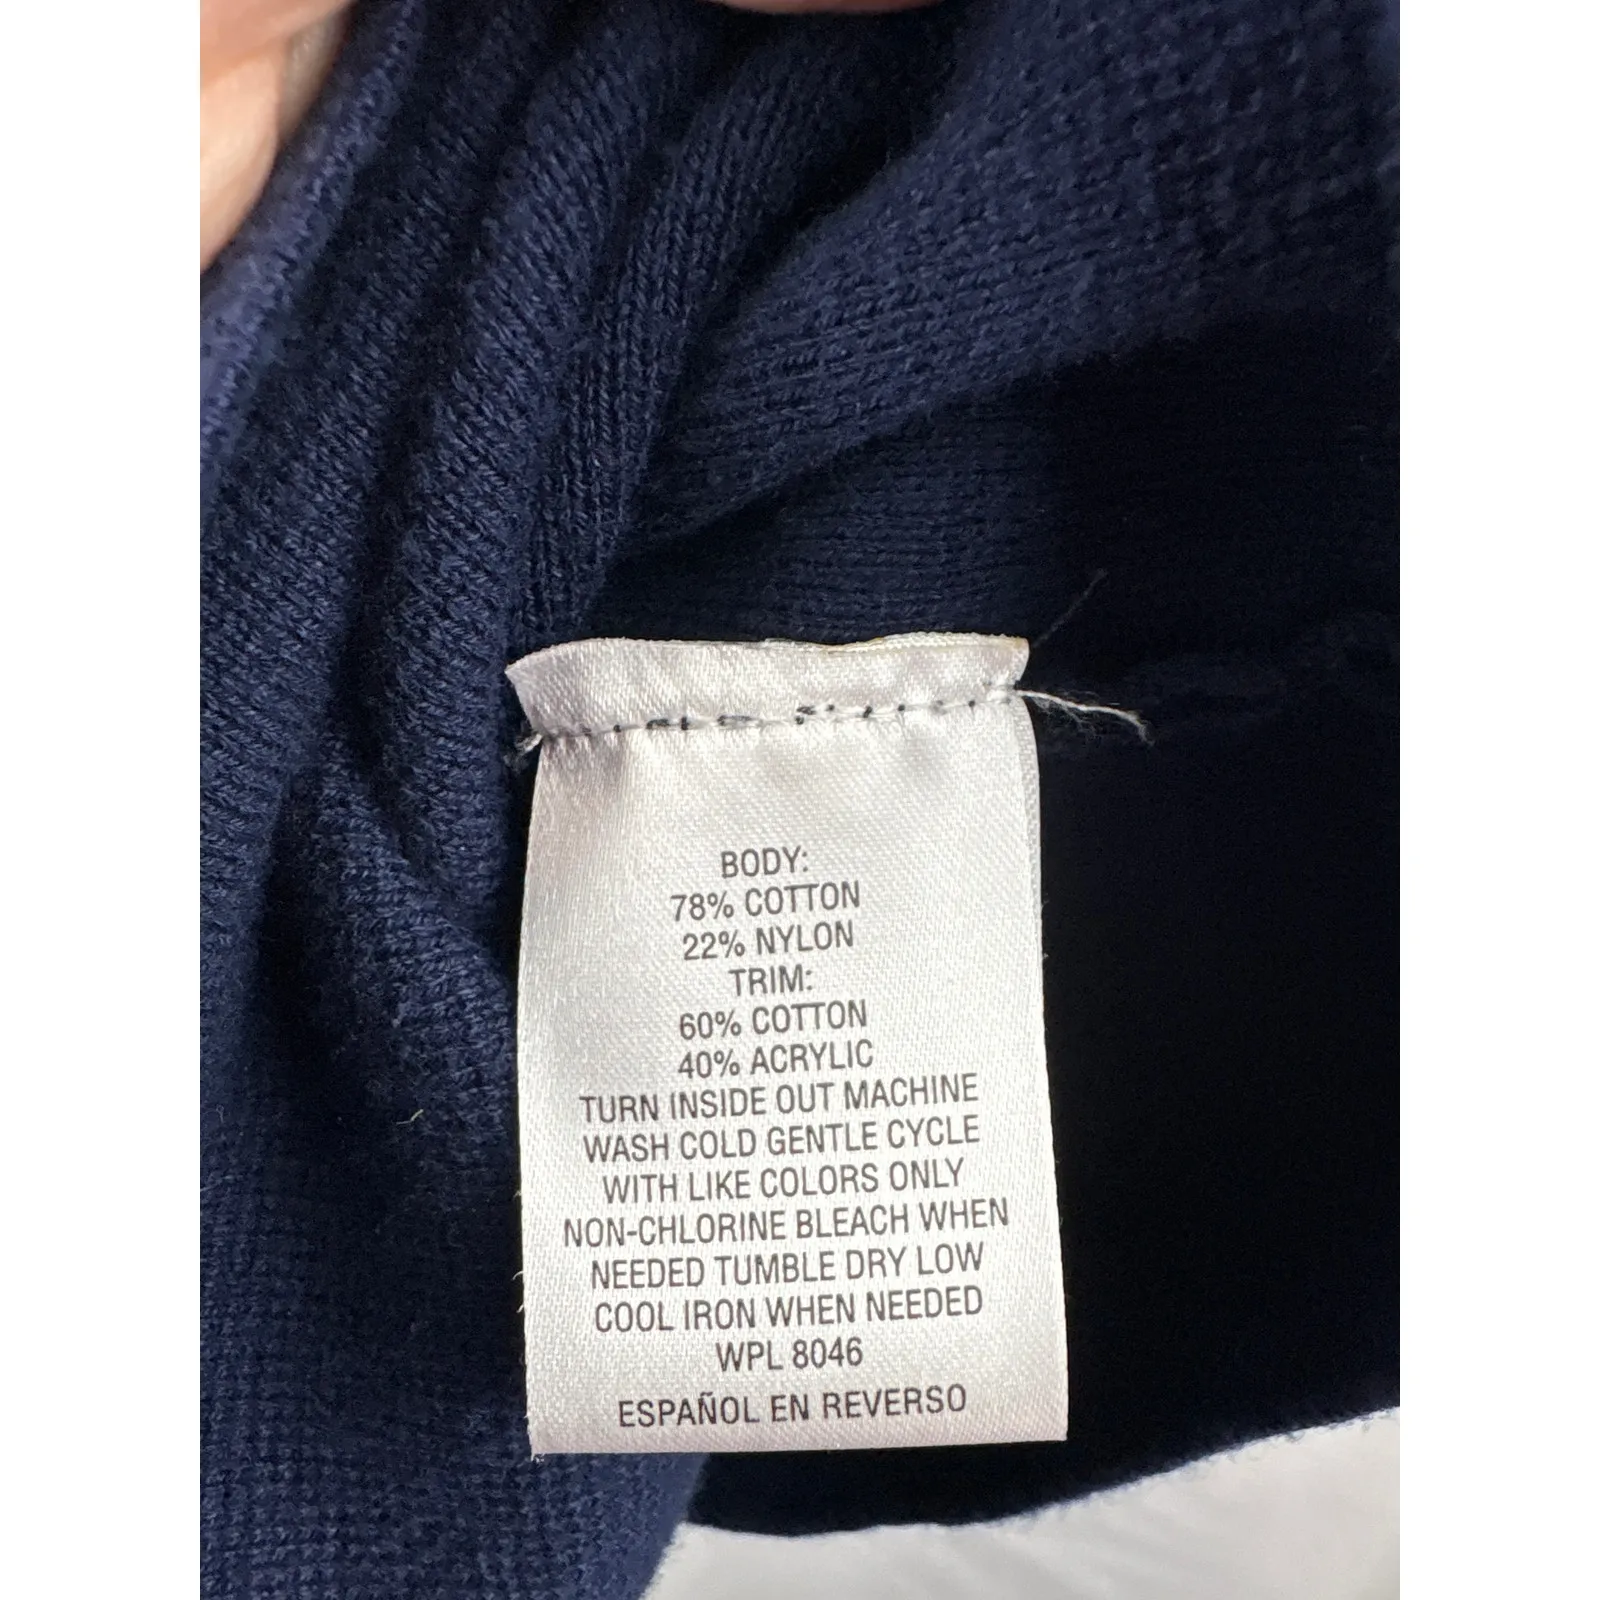 BODY:
78% COTTON
22% NYLON
TRIM:
60% COTTON
40% ACRYLIC
TURN INSIDE OUT MACHINE
WASH COLD GENTLE CYCLE
WITH LIKE COLORS ONLY
NON-CHLORINE BLEACH WHEN
NEEDED TUMBLE DRY LOW
COOL IRON WHEN NEEDED
WPL 8046
ESPAÑOL EN REVERSO